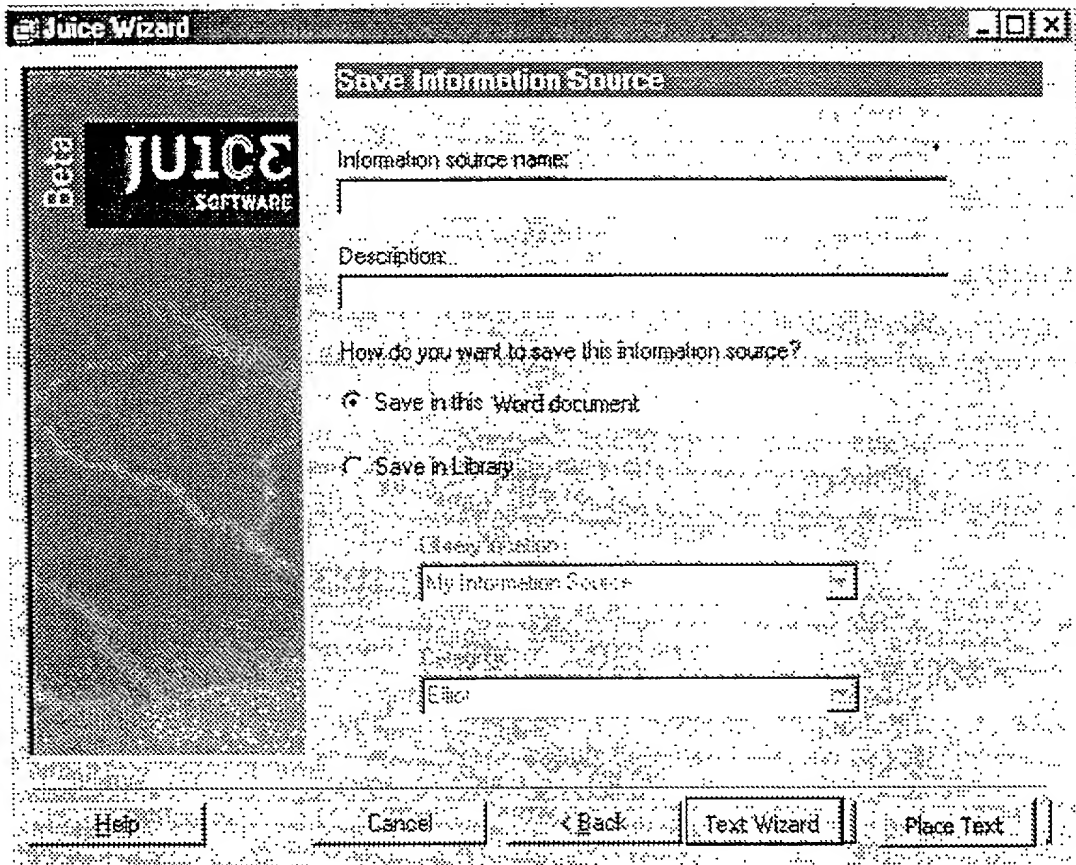 Juice Wizard
Beta
JUICE
SOFTWARE
Save Information Source
Information source name:
Description:
How do you want to save this information source?
Save in this Word document
Save in Library
Library location
My Information Source
Help
Cancel
< Back
Text Wizard
Place Text